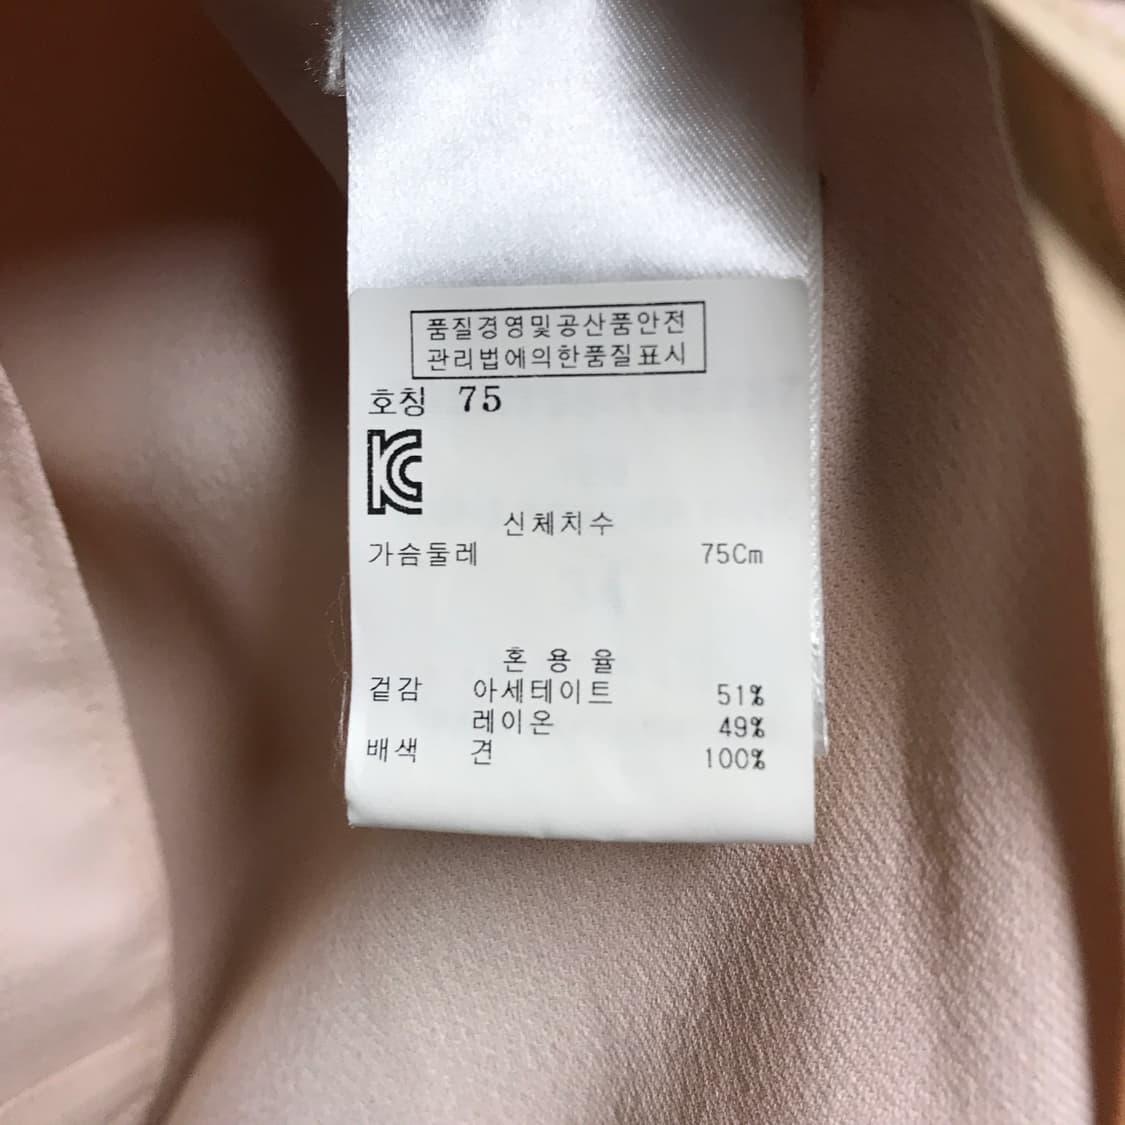 품질경영및공산품안전
관리법에의한품질표시
호칭 75
KC
신체치수
가슴둘레 75Cm
혼 용 율
겉감 아세테이트 51%
레이온 49%
배색 견 100%